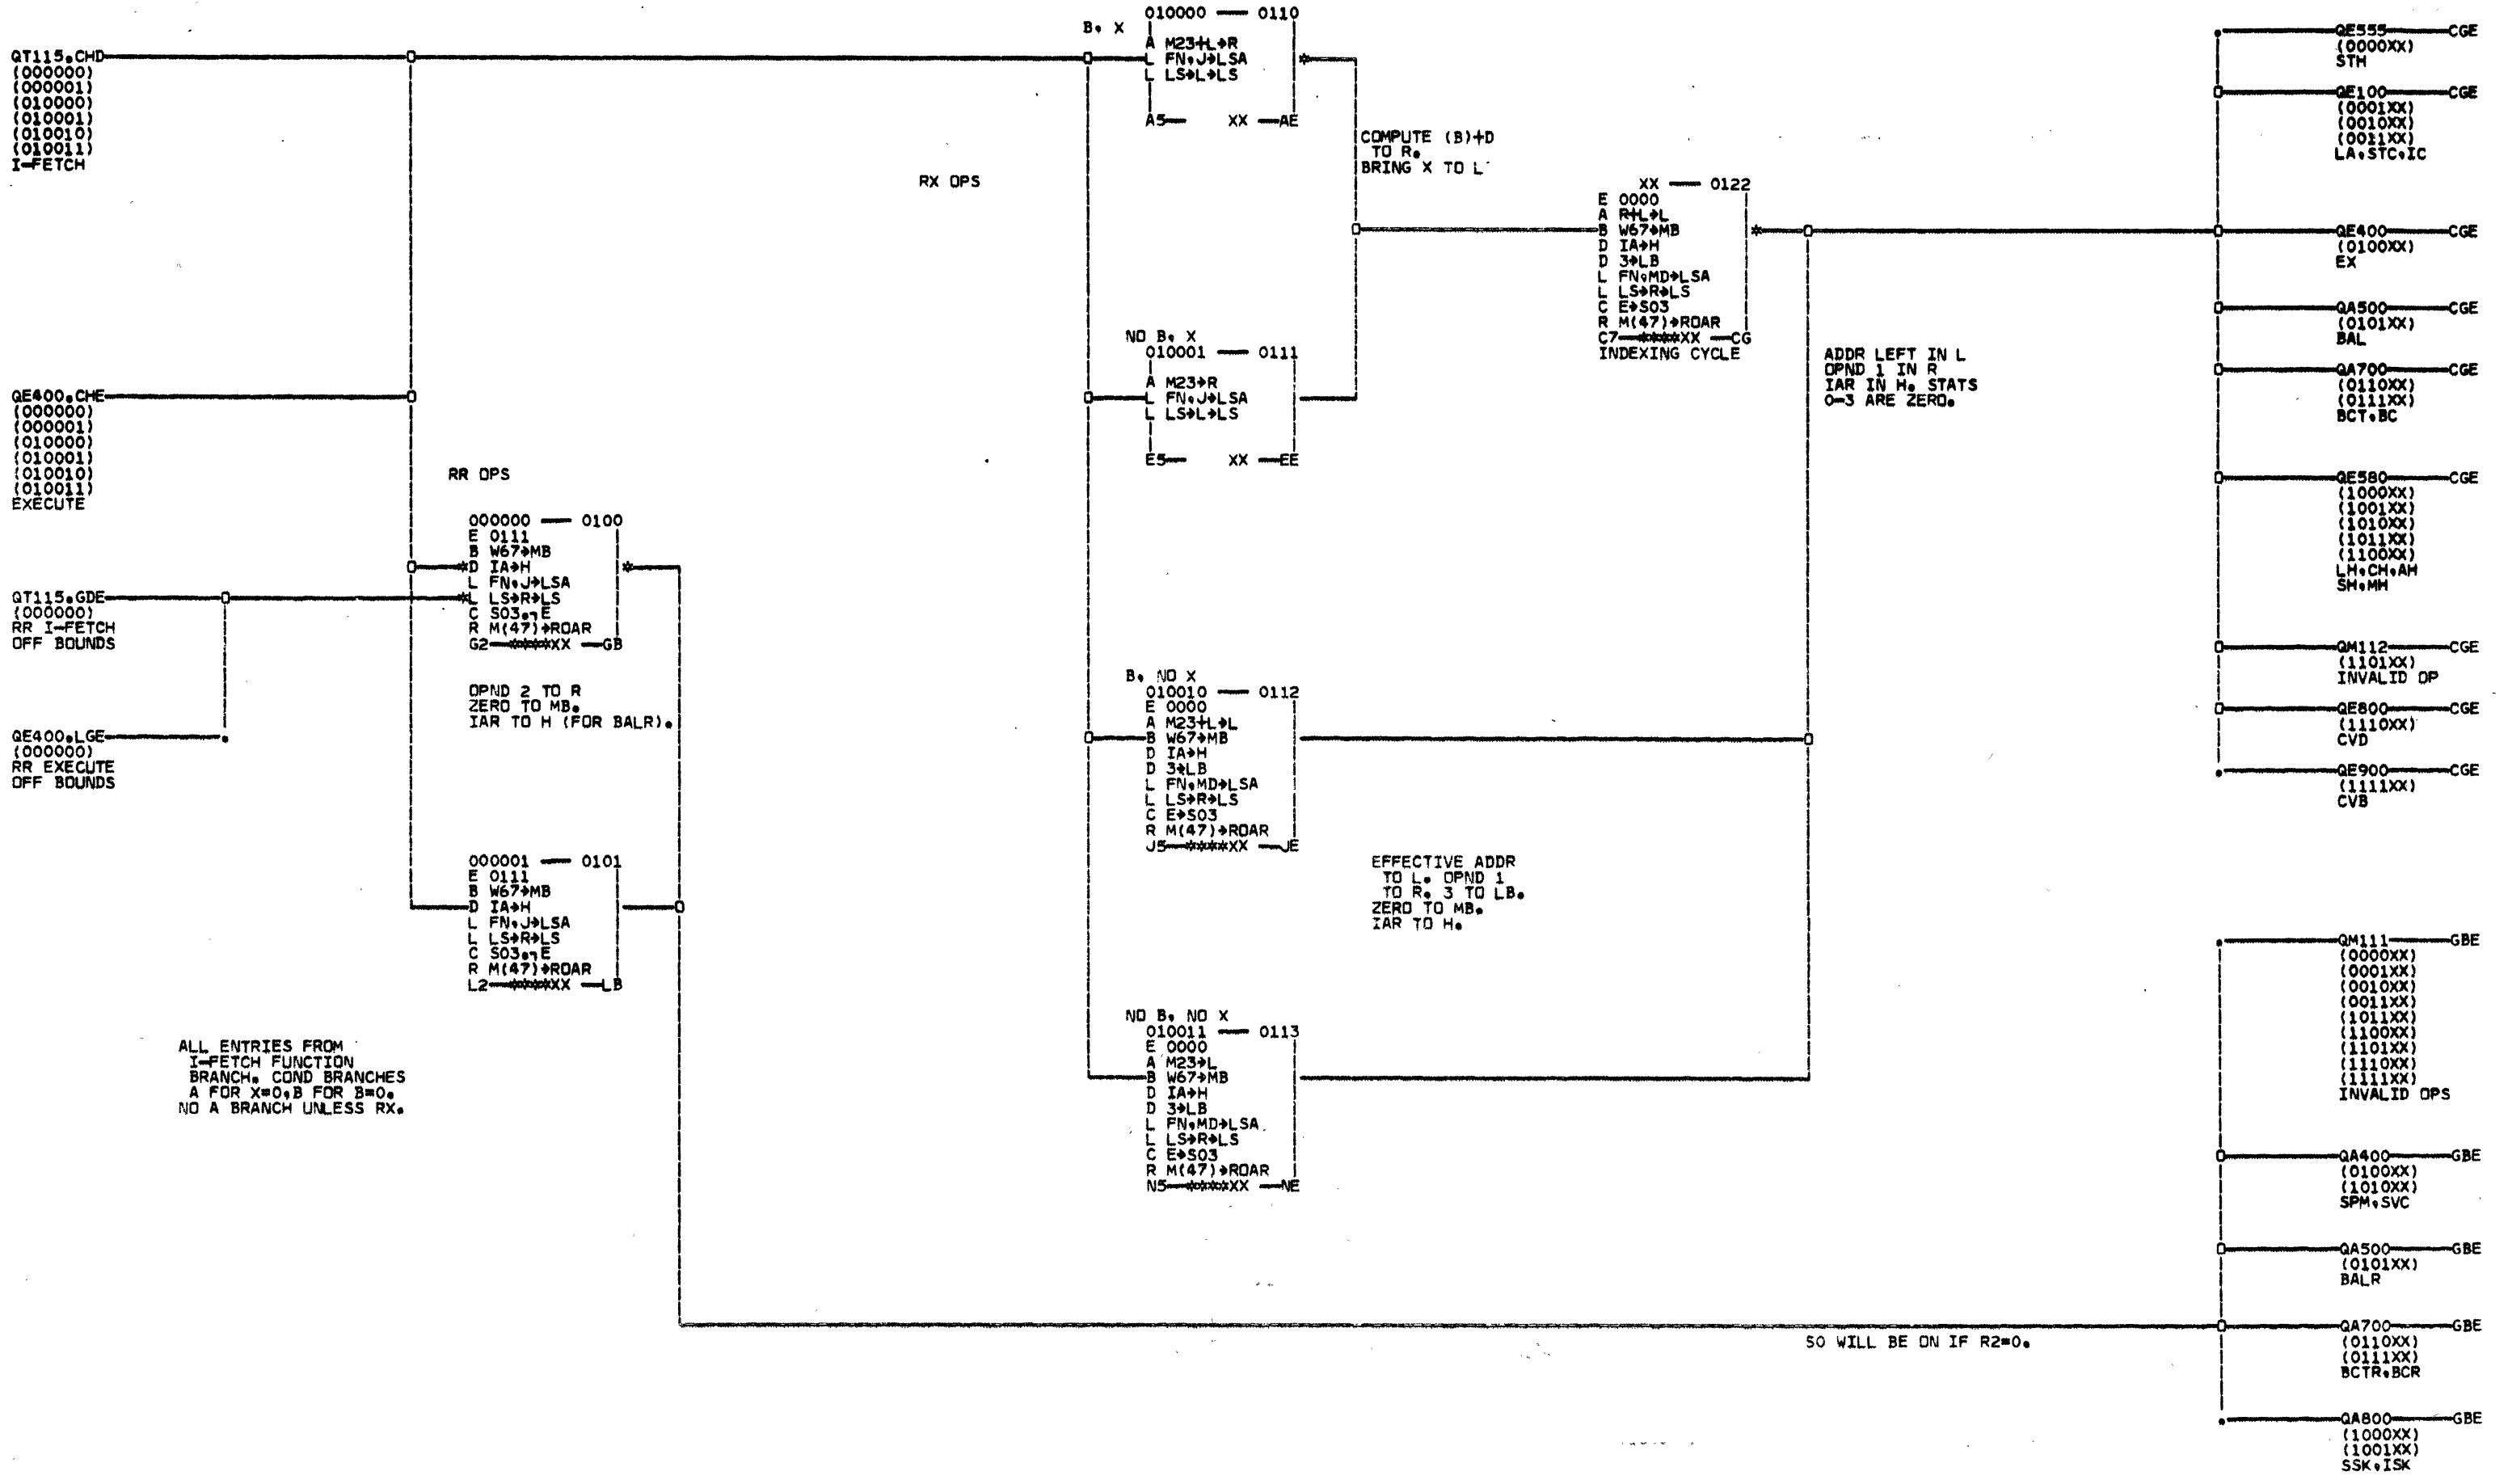 QT115.CHD
(000000)
(000001)
(010000)
(010001)
(010010)
(010011)
I-FETCH
QE400.CHE
(000000)
(000001)
(010000)
(010001)
(010010)
(010011)
EXECUTE
QT115.GDE
(000000)
RR I-FETCH
OFF BOUNDS
QE400.LGE
(000000)
RR EXECUTE
OFF BOUNDS
ALL ENTRIES FROM
I-FETCH FUNCTION
BRANCH. COND BRANCHES
A FOR X=0,B FOR B=0.
NO A BRANCH UNLESS RX.
RR OPS
000000 — 0100
E 0111
B W67→MB
*D IA→H *
L FN,J→LSA
*L LS→R→LS
C S03.¬E
R M(47)→ROAR
G2—****XX —GB
OPND 2 TO R
ZERO TO MB.
IAR TO H (FOR BALR).
000001 — 0101
E 0111
B W67→MB
D IA→H
L FN,J→LSA
L LS→R→LS
C S03.¬E
R M(47)→ROAR
L2—****XX —LB
RX OPS
B, X
010000 — 0110
A M23+L→R
L FN,J→LSA *
L LS→L→LS
A5— XX —AE
COMPUTE (B)+D
TO R.
BRING X TO L
NO B, X
010001 — 0111
A M23→R
L FN,J→LSA
L LS→L→LS
E5— XX —EE
B, NO X
010010 — 0112
E 0000
A M23+L→L
B W67→MB
D IA→H
D 3→LB
L FN,MD→LSA
L LS→R→LS
C E→S03
R M(47)→ROAR
J5—****XX —JE
EFFECTIVE ADDR
TO L. OPND 1
TO R. 3 TO LB.
ZERO TO MB.
IAR TO H.
NO B, NO X
010011 — 0113
E 0000
A M23→L
B W67→MB
D IA→H
D 3→LB
L FN,MD→LSA
L LS→R→LS
C E→S03
R M(47)→ROAR
N5—****XX —NE
XX — 0122
E 0000
A R+L→L
B W67→MB *
D IA→H
D 3→LB
L FN,MD→LSA
L LS→R→LS
C E→S03
R M(47)→ROAR
C7—****XX —CG
INDEXING CYCLE
ADDR LEFT IN L
OPND 1 IN R
IAR IN H. STATS
0-3 ARE ZERO.
SO WILL BE ON IF R2=0.
QE555—CGE
(0000XX)
STH
QE100—CGE
(0001XX)
(0010XX)
(0011XX)
LA,STC,IC
QE400—CGE
(0100XX)
EX
QA500—CGE
(0101XX)
BAL
QA700—CGE
(0110XX)
(0111XX)
BCT,BC
QE580—CGE
(1000XX)
(1001XX)
(1010XX)
(1011XX)
(1100XX)
LH,CH,AH
SH,MH
QM112—CGE
(1101XX)
INVALID OP
QE800—CGE
(1110XX)
CVD
QE900—CGE
(1111XX)
CVB
QM111—GBE
(0000XX)
(0001XX)
(0010XX)
(0011XX)
(1011XX)
(1100XX)
(1101XX)
(1110XX)
(1111XX)
INVALID OPS
QA400—GBE
(0100XX)
(1010XX)
SPM,SVC
QA500—GBE
(0101XX)
BALR
QA700—GBE
(0110XX)
(0111XX)
BCTR,BCR
QA800—GBE
(1000XX)
(1001XX)
SSK,ISK